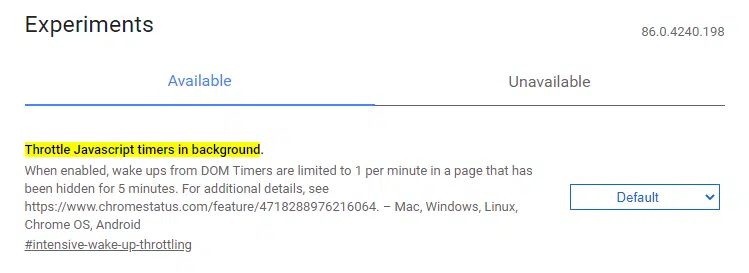 Experiments
86.0.4240.198
Available
Unavailable
Throttle Javascript timers in background.
When enabled, wake ups from DOM Timers are limited to 1 per minute in a page that has
been hidden for 5 minutes. For additional details, see
https://www.chromestatus.com/feature/4718288976216064. – Mac, Windows, Linux,
Chrome OS, Android
Default
#intensive-wake-up-throttling